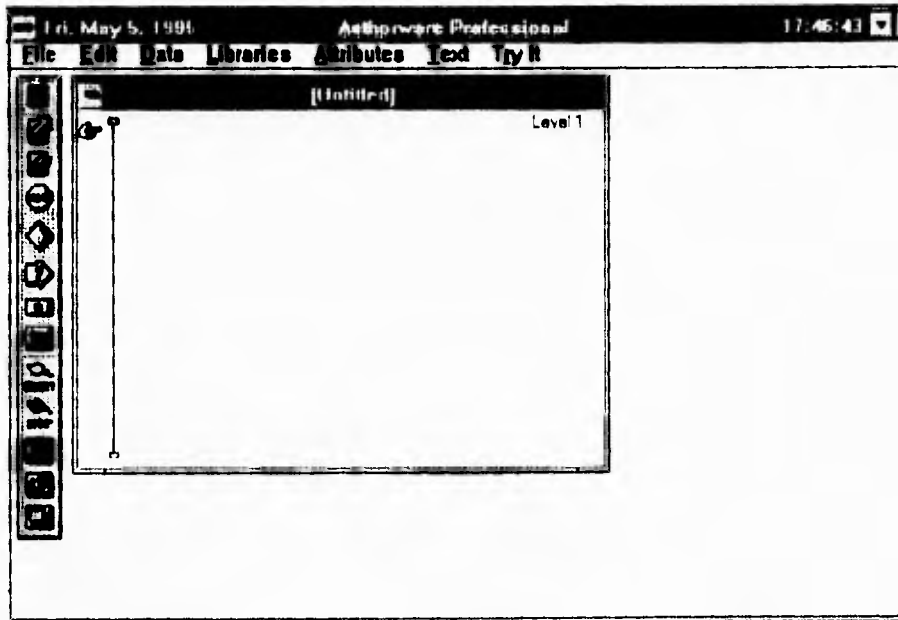 Fri, May 5, 1995 Authorware Professional 17:46:43
File Edit Data Libraries Attributes Text Try It
[Untitled]
Level 1